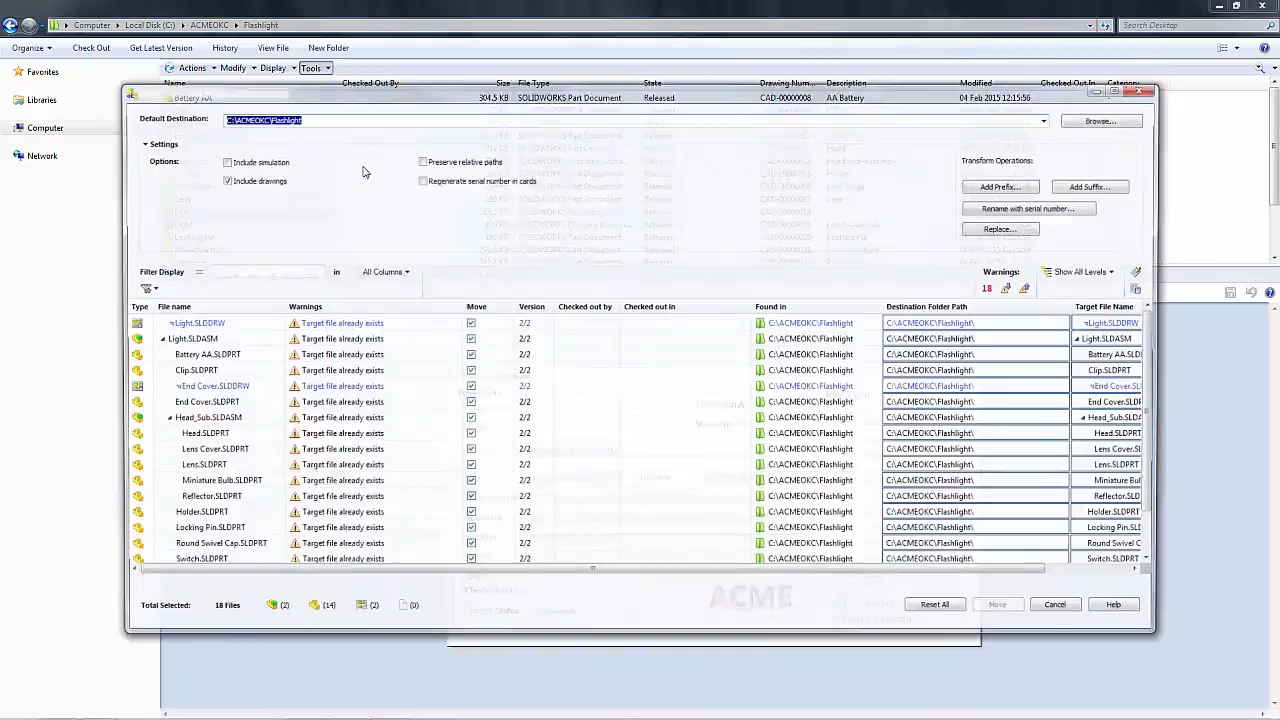 Computer ▸ Local Disk (C:) ▸ ACMEOKC ▸ Flashlight
Search Desktop
Organize Check Out Get Latest Version History View File New Folder
Favorites
Libraries
Computer
Network
Actions Modify Display Tools
Name Checked Out By Size File Type State Drawing Num... Description Modified Checked Out In Category
Battery AA 304.5 KB SOLIDWORKS Part Document Released CAD-00000008 AA Battery 04 Feb 2015 12:15:56
Default Destination: C:\ACMEOKC\Flashlight Browse...
Settings
Options: Include simulation Preserve relative paths Transform Operations:
Include drawings Regenerate serial number in cards Add Prefix... Add Suffix...
Rename with serial number...
Replace...
Filter Display = in All Columns Warnings: Show All Levels
18
Type File name Warnings Move Version Checked out by Checked out in Found in Destination Folder Path Target File Name
Light.SLDDRW Target file already exists 2/2 C:\ACMEOKC\Flashlight C:\ACMEOKC\Flashlight\ Light.SLDDRW
Light.SLDASM Target file already exists 2/2 C:\ACMEOKC\Flashlight C:\ACMEOKC\Flashlight\ Light.SLDASM
Battery AA.SLDPRT Target file already exists 2/2 C:\ACMEOKC\Flashlight C:\ACMEOKC\Flashlight\ Battery AA.SLD
Clip.SLDPRT Target file already exists 2/2 C:\ACMEOKC\Flashlight C:\ACMEOKC\Flashlight\ Clip.SLDPRT
End Cover.SLDDRW Target file already exists 2/2 C:\ACMEOKC\Flashlight C:\ACMEOKC\Flashlight\ End Cover.SL
End Cover.SLDPRT Target file already exists 2/2 C:\ACMEOKC\Flashlight C:\ACMEOKC\Flashlight\ End Cover.SLD
Head_Sub.SLDASM Target file already exists 2/2 C:\ACMEOKC\Flashlight C:\ACMEOKC\Flashlight\ Head_Sub.SLDA
Head.SLDPRT Target file already exists 2/2 C:\ACMEOKC\Flashlight C:\ACMEOKC\Flashlight\ Head.SLDPRT
Lens Cover.SLDPRT Target file already exists 2/2 C:\ACMEOKC\Flashlight C:\ACMEOKC\Flashlight\ Lens Cover.SL
Lens.SLDPRT Target file already exists 2/2 C:\ACMEOKC\Flashlight C:\ACMEOKC\Flashlight\ Lens.SLDPRT
Miniature Bulb.SLDPRT Target file already exists 2/2 C:\ACMEOKC\Flashlight C:\ACMEOKC\Flashlight\ Miniature Bul
Reflector.SLDPRT Target file already exists 2/2 C:\ACMEOKC\Flashlight C:\ACMEOKC\Flashlight\ Reflector.SLD
Holder.SLDPRT Target file already exists 2/2 C:\ACMEOKC\Flashlight C:\ACMEOKC\Flashlight\ Holder.SLDPRT
Locking Pin.SLDPRT Target file already exists 2/2 C:\ACMEOKC\Flashlight C:\ACMEOKC\Flashlight\ Locking Pin.SL
Round Swivel Cap.SLDPRT Target file already exists 2/2 C:\ACMEOKC\Flashlight C:\ACMEOKC\Flashlight\ Round Swivel
Switch.SLDPRT Target file already exists 2/2 C:\ACMEOKC\Flashlight C:\ACMEOKC\Flashlight\ Switch.SLDPRT
ACME
Total Selected: 18 Files (2) (14) (2) (0) Reset All Move Cancel Help